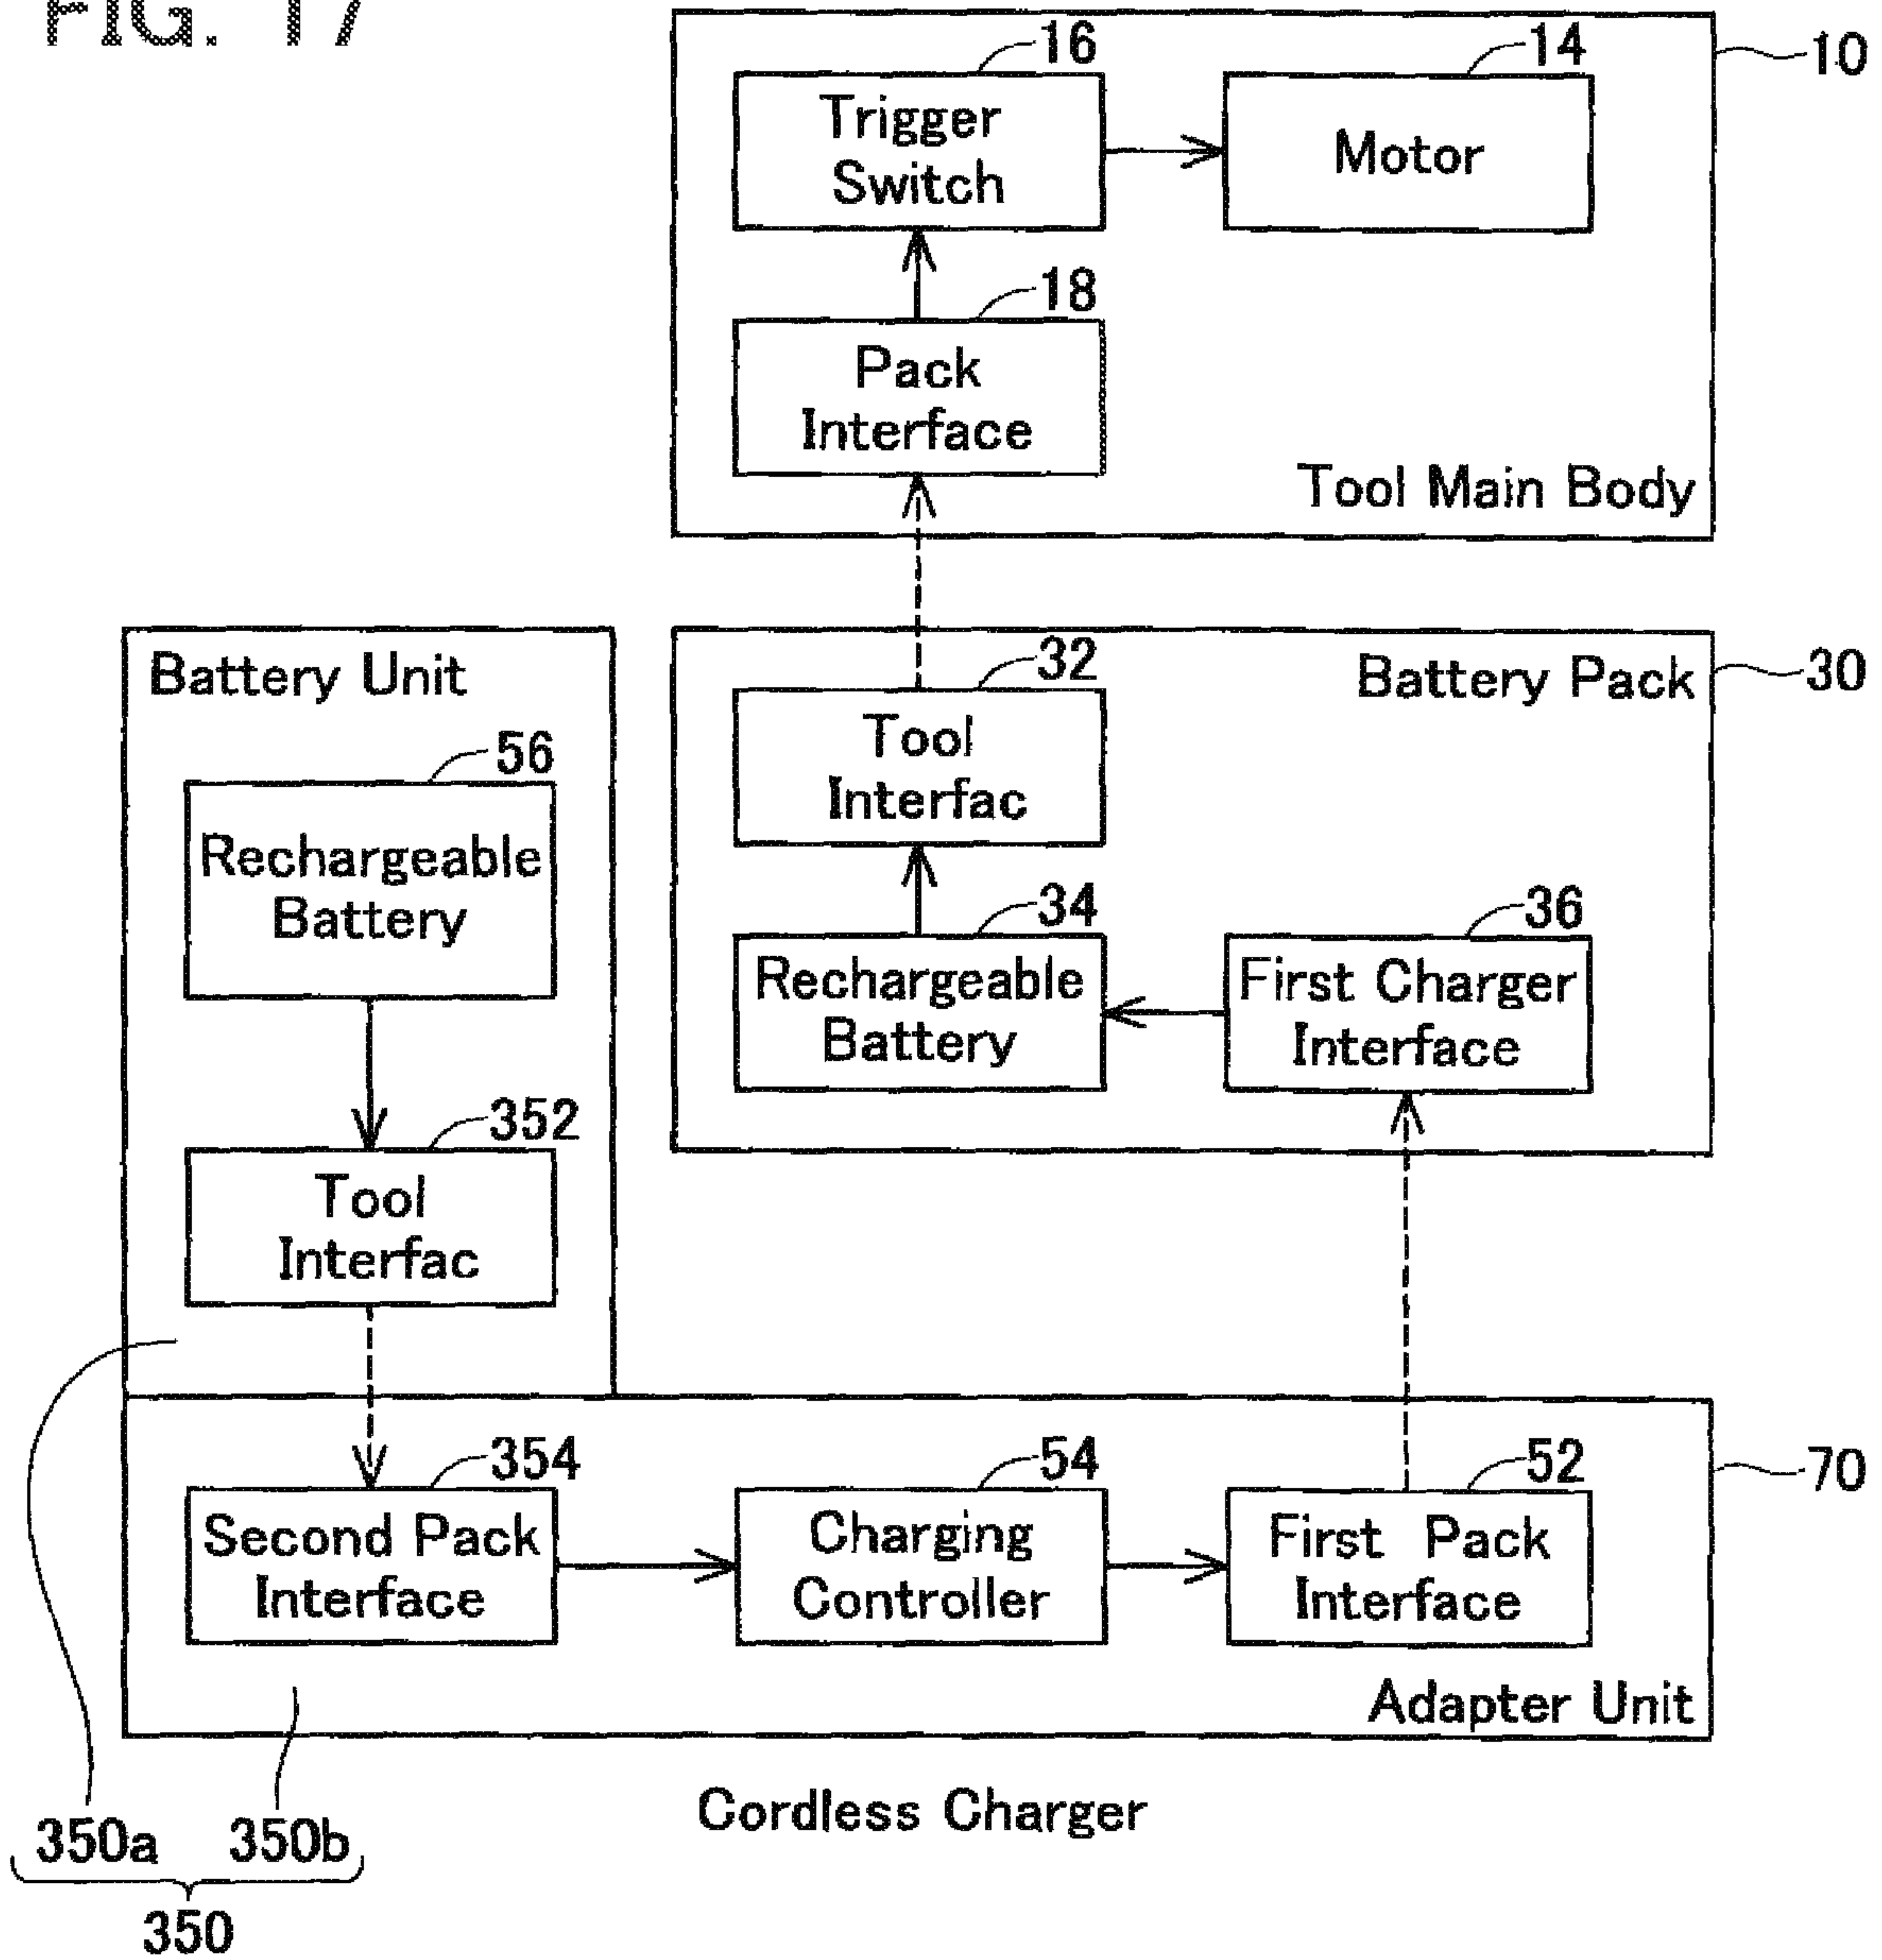 FIG. 17
16
14
10
Trigger
Switch
Motor
18
Pack
Interface
Tool Main Body
Battery Unit
32
Battery Pack
30
Tool
Interfac
56
Rechargeable
Battery
34
36
Rechargeable
Battery
First Charger
Interface
352
Tool
Interfac
354
54
52
70
Second Pack
Interface
Charging
Controller
First Pack
Interface
Adapter Unit
Cordless Charger
350a 350b
350